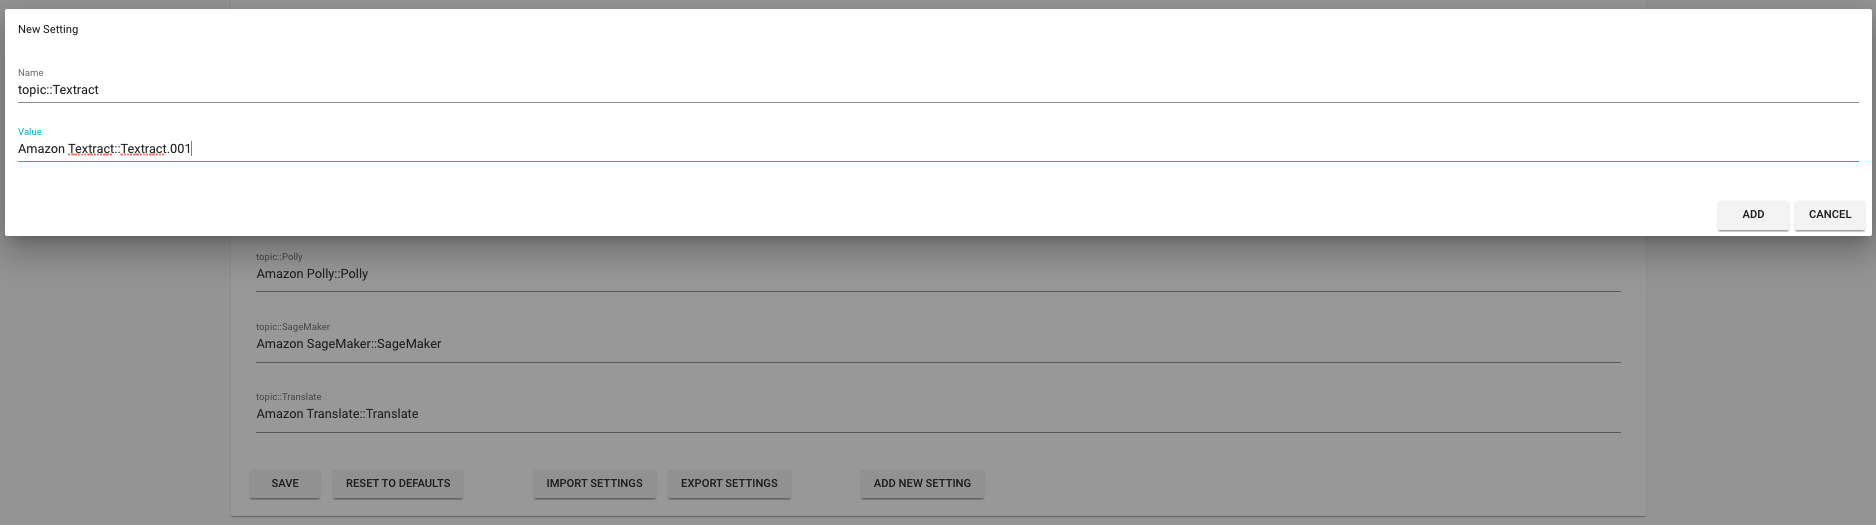 New Setting
Name
topic::Textract
Value
Amazon Textract::Textract.001
ADD CANCEL
topic::Polly
Amazon Polly::Polly
topic::SageMaker
Amazon SageMaker::SageMaker
topic::Translate
Amazon Translate::Translate
SAVE RESET TO DEFAULTS IMPORT SETTINGS EXPORT SETTINGS ADD NEW SETTING